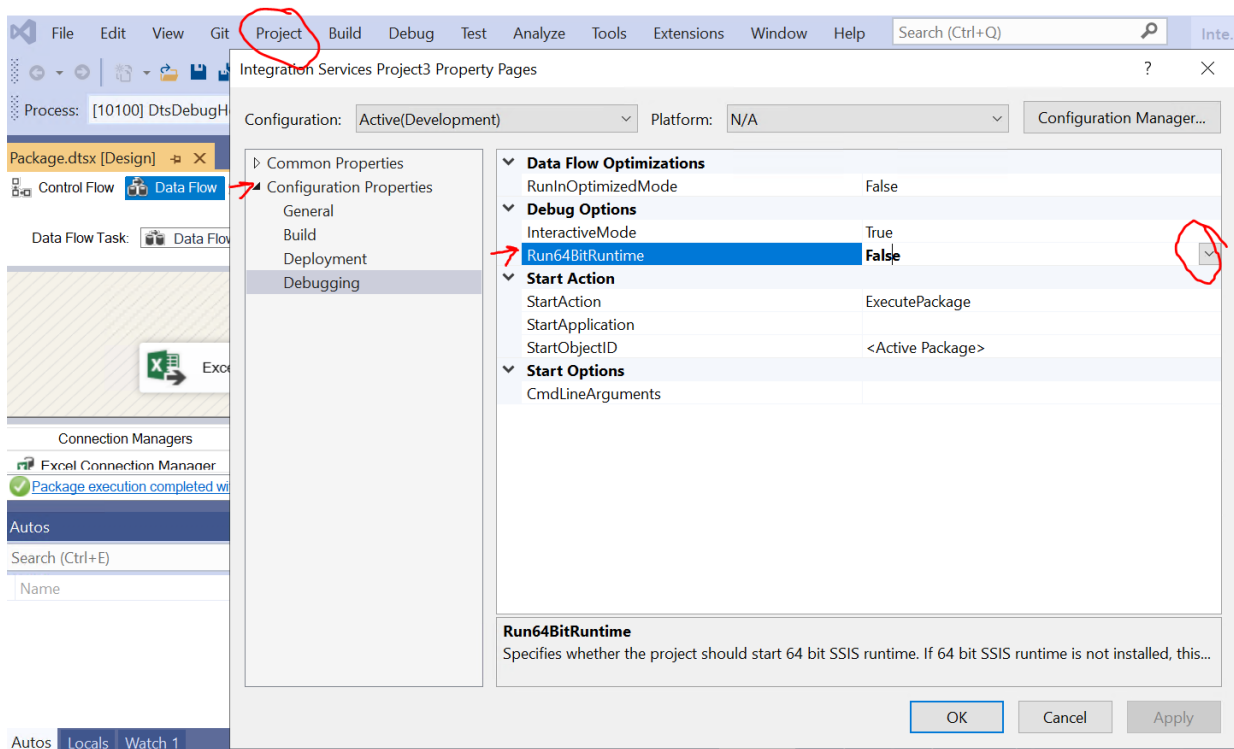 File Edit View Git Project Build Debug Test Analyze Tools Extensions Window Help Search (Ctrl+Q) Inte...
Integration Services Project3 Property Pages ?
Process: [10100] DtsDebugH
Configuration: Active(Development) Platform: N/A Configuration Manager...
Package.dtsx [Design]
Control Flow Data Flow
Data Flow Task: Data Flow
Common Properties
Configuration Properties
General
Build
Deployment
Debugging
Data Flow Optimizations
RunInOptimizedMode False
Debug Options
InteractiveMode True
Run64BitRuntime False
Start Action
StartAction ExecutePackage
StartApplication
StartObjectID <Active Package>
Start Options
CmdLineArguments
Exce
Connection Managers
Excel Connection Manager
Package execution completed wi
Autos
Search (Ctrl+E)
Name
Run64BitRuntime
Specifies whether the project should start 64 bit SSIS runtime. If 64 bit SSIS runtime is not installed, this...
OK Cancel Apply
Autos Locals Watch 1